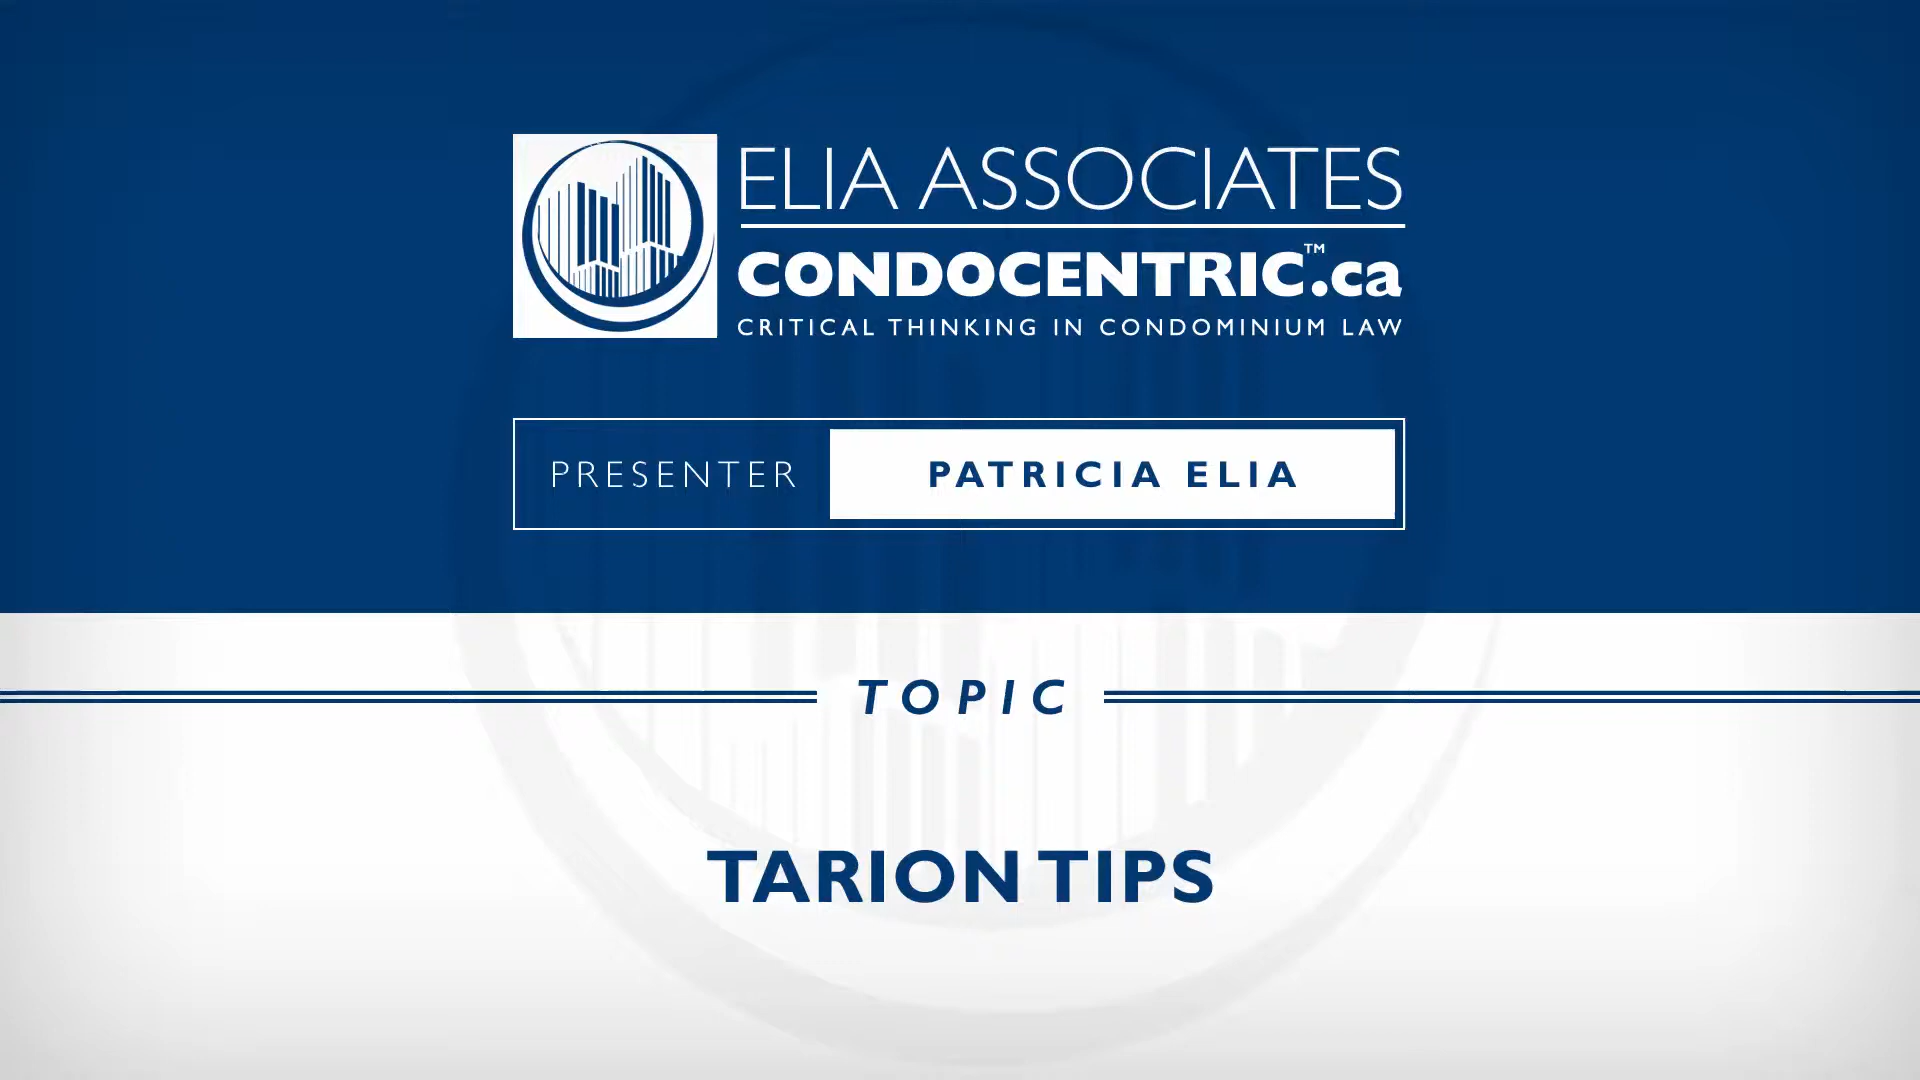 ELIA ASSOCIATES
CONDOCENTRIC™.ca
CRITICAL THINKING IN CONDOMINIUM LAW
PRESENTER PATRICIA ELIA
TOPIC
TARION TIPS